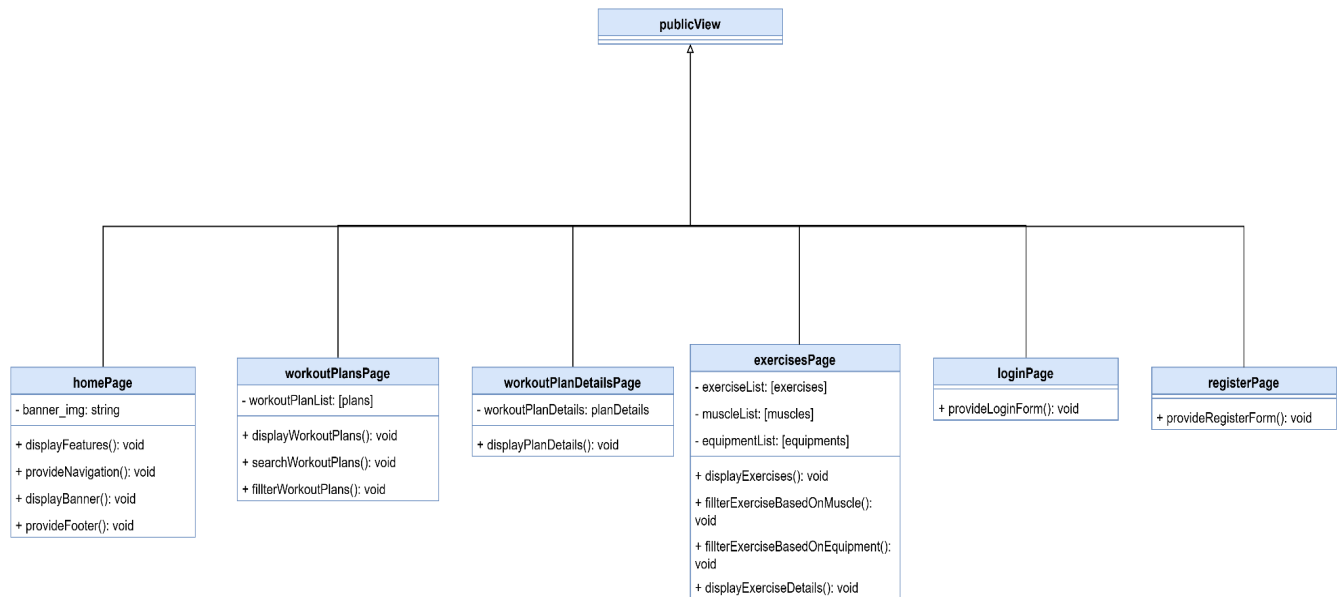 publicView
homePage
- banner_img: string
+ displayFeatures(): void
+ provideNavigation(): void
+ displayBanner(): void
+ provideFooter(): void
workoutPlansPage
- workoutPlanList: [plans]
+ displayWorkoutPlans(): void
+ searchWorkoutPlans(): void
+ fillterWorkoutPlans(): void
workoutPlanDetailsPage
- workoutPlanDetails: planDetails
+ displayPlanDetails(): void
exercisesPage
- exerciseList: [exercises]
- muscleList: [muscles]
- equipmentList: [equipments]
+ displayExercises(): void
+ fillterExerciseBasedOnMuscle():
void
+ fillterExerciseBasedOnEquipment():
void
+ displayExerciseDetails(): void
loginPage
+ provideLoginForm(): void
registerPage
+ provideRegisterForm(): void